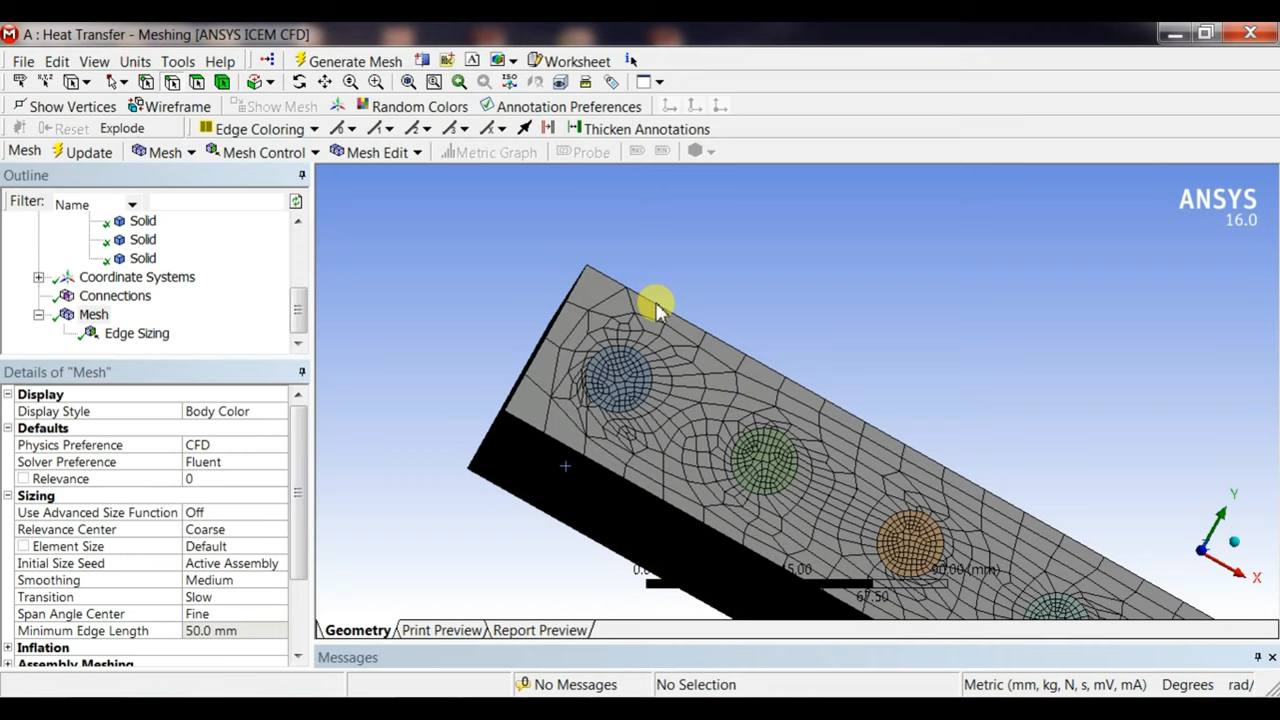 A : Heat Transfer - Meshing [ANSYS ICEM CFD]
File Edit View Units Tools Help Generate Mesh A Worksheet i
ISO
Show Vertices Wireframe Show Mesh Random Colors Annotation Preferences
Reset Explode Edge Coloring Thicken Annotations
Mesh Update Mesh Mesh Control Mesh Edit Metric Graph Probe
Outline
Filter: Name
Solid
Solid
Solid
Coordinate Systems
Connections
Mesh
Edge Sizing
Details of "Mesh"
Display
Display Style Body Color
Defaults
Physics Preference CFD
Solver Preference Fluent
Relevance 0
Sizing
Use Advanced Size Function Off
Relevance Center Coarse
Element Size Default
Initial Size Seed Active Assembly
Smoothing Medium
Transition Slow
Span Angle Center Fine
Minimum Edge Length 50.0 mm
Inflation
Assembly Meshing
ANSYS
16.0
90.00 (mm)
67.50
Y
X
Geometry Print Preview Report Preview
Messages
No Messages No Selection Metric (mm, kg, N, s, mV, mA) Degrees rad/